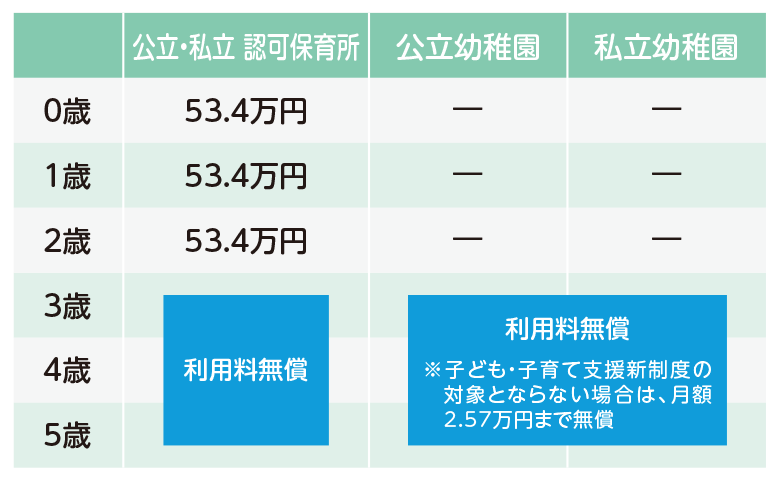 公立・私立 認可保育所 公立幼稚園 私立幼稚園
0歳 53.4万円 — —
1歳 53.4万円 — —
2歳 53.4万円 — —
3歳
4歳
5歳
利用料無償
利用料無償
※子ども・子育て支援新制度の
対象とならない場合は、月額
2.57万円まで無償